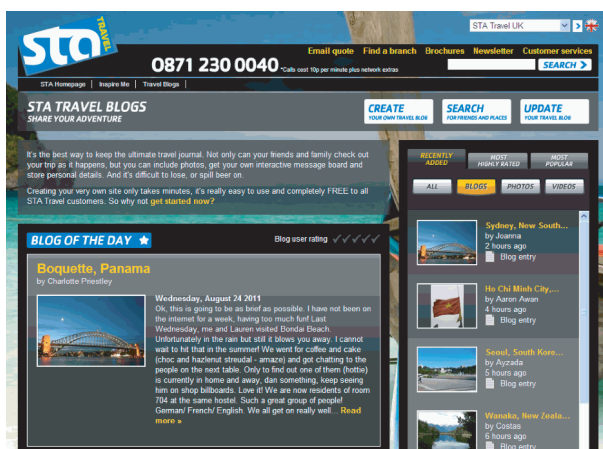 STA Travel UK
sta TRAVEL
Email quote Find a branch Brochures Newsletter Customer services
0871 230 0040 *Calls cost 10p per minute plus network extras
SEARCH >
STA Homepage | Inspire Me | Travel Blogs |
STA TRAVEL BLOGS
SHARE YOUR ADVENTURE
CREATE
YOUR OWN TRAVEL BLOG
SEARCH
FOR FRIENDS AND PLACES
UPDATE
YOUR TRAVEL BLOG
It's the best way to keep the ultimate travel journal. Not only can your friends and family check out
your trip as it happens, but you can include photos, get your own interactive message board and
store personal details. And it's difficult to lose, or spill beer on.
Creating your very own site only takes minutes, it's really easy to use and completely FREE to all
STA Travel customers. So why not get started now?
BLOG OF THE DAY
Blog user rating
Boquette, Panama
by Charlotte Priestley
Wednesday, August 24 2011
Ok, this is going to be as brief as possible. I have not been on
the internet for a week, having too much fun! Last
Wednesday, me and Lauren visited Bondai Beach.
Unfortunately in the rain but still it blows you away. I cannot
wait to hit that in the summer! We went for coffee and cake
(choc and hazlenut streudal - amaze) and got chatting to the
people on the next table. Only to find out one of them (hottie)
is currently in home and away, dan something, keep seeing
him on shop billboards. Love it! We are now residents of room
704 at the same hostel. Such a great group of people!
German/ French/ English. We all get on really well... Read
more »
RECENTLY
ADDED
MOST
HIGHLY RATED
MOST
POPULAR
ALL
BLOGS
PHOTOS
VIDEOS
Sydney, New South...
by Joanna
2 hours ago
Blog entry
Ho Chi Minh City,...
by Aaron Awan
4 hours ago
Blog entry
Seoul, South Kore...
by Ayzada
5 hours ago
Blog entry
Wanaka, New Zeala...
by Costas
6 hours ago
Blog entry